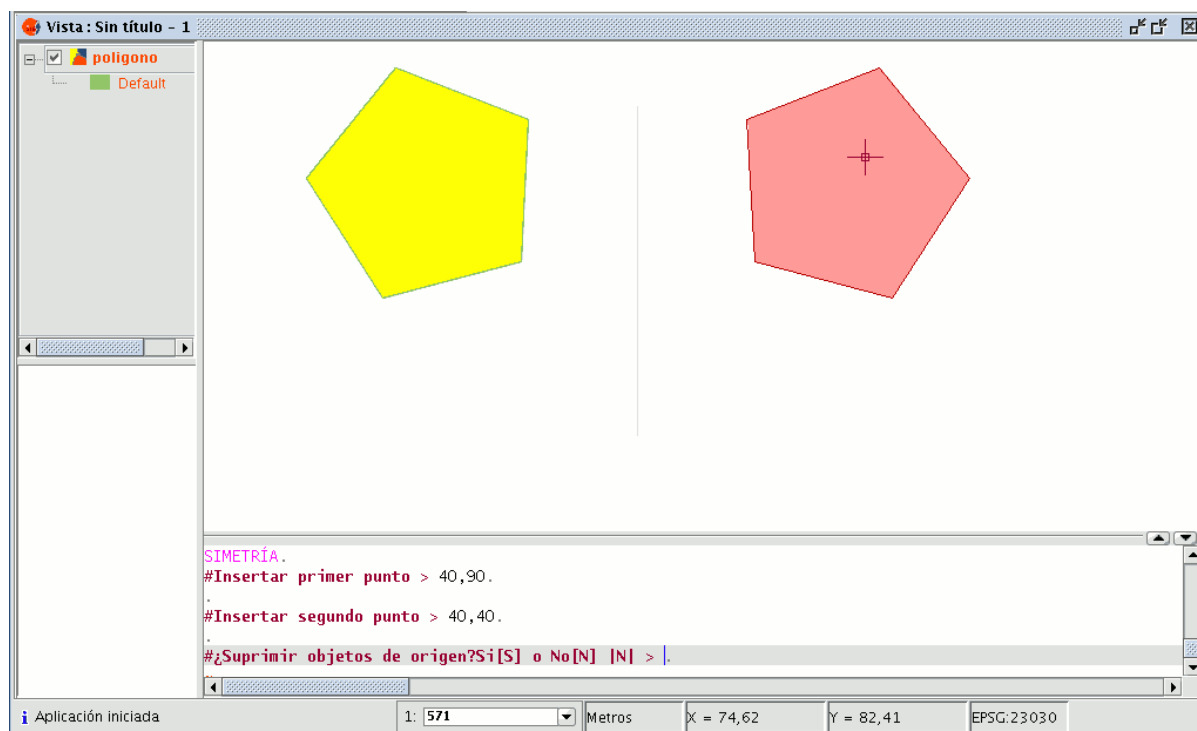 Vista : Sin título - 1
poligono
Default
SIMETRÍA.
#Insertar primer punto > 40,90.
.
#Insertar segundo punto > 40,40.
.
#¿Suprimir objetos de origen?Si[S] o No[N] |N| > .
Aplicación iniciada
1: 571
Metros
X = 74,62
Y = 82,41
EPSG:23030